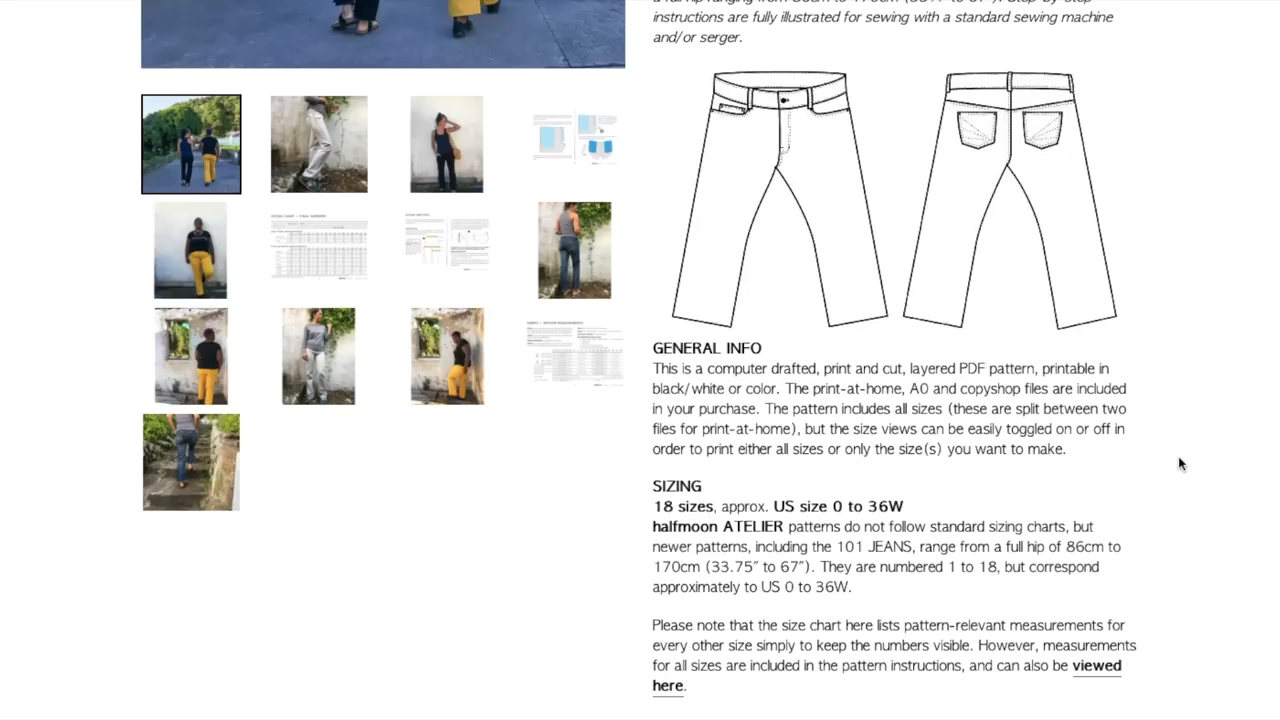 instructions are fully illustrated for sewing with a standard sewing machine
and/or serger.
GENERAL INFO
This is a computer drafted, print and cut, layered PDF pattern, printable in
black/white or color. The print-at-home, A0 and copyshop files are included
in your purchase. The pattern includes all sizes (these are split between two
files for print-at-home), but the size views can be easily toggled on or off in
order to print either all sizes or only the size(s) you want to make.
SIZING
18 sizes, approx. US size 0 to 36W
halfmoon ATELIER patterns do not follow standard sizing charts, but
newer patterns, including the 101 JEANS, range from a full hip of 86cm to
170cm (33.75" to 67"). They are numbered 1 to 18, but correspond
approximately to US 0 to 36W.
Please note that the size chart here lists pattern-relevant measurements for
every other size simply to keep the numbers visible. However, measurements
for all sizes are included in the pattern instructions, and can also be viewed
here.